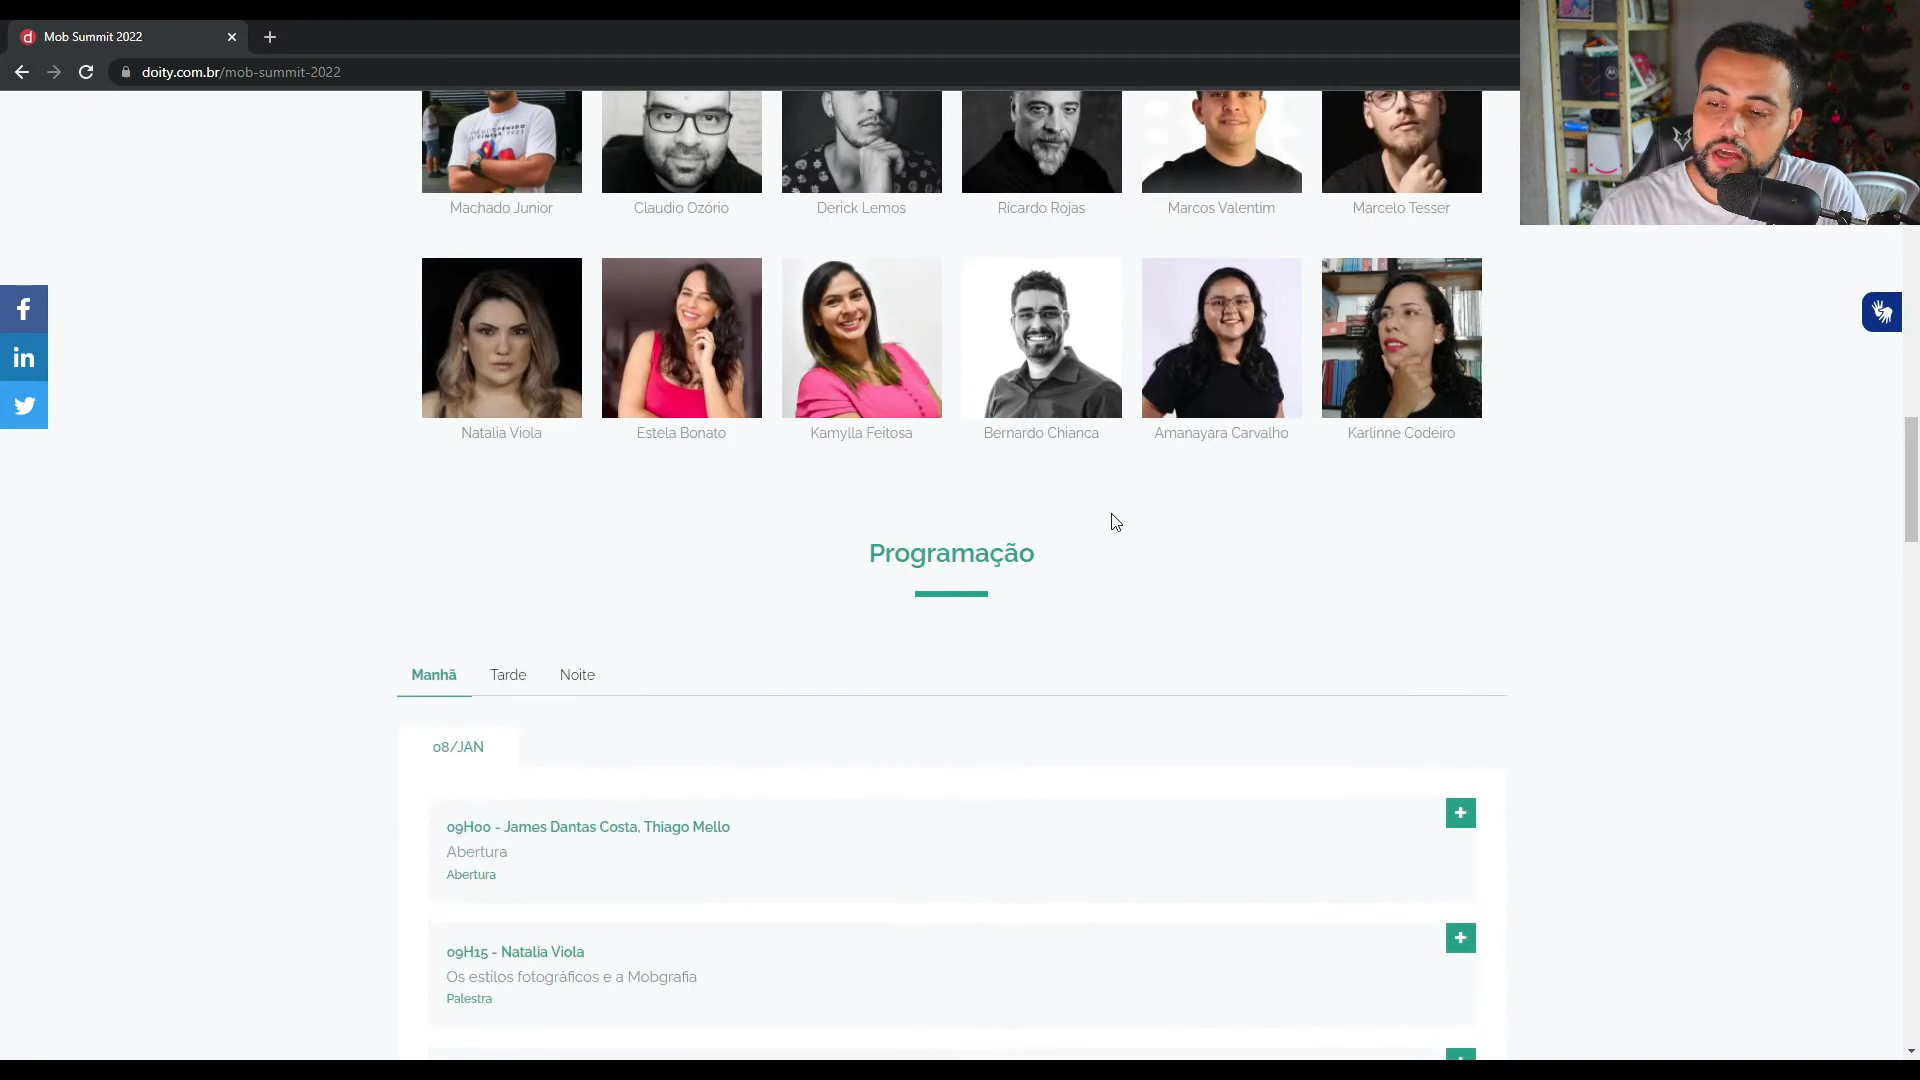 Mob Summit 2022
doity.com.br/mob-summit-2022
Machado Junior
Claudio Ozório
Derick Lemos
Ricardo Rojas
Marcos Valentim
Marcelo Tesser
Natalia Viola
Estela Bonato
Kamylla Feitosa
Bernardo Chianca
Amanayara Carvalho
Karlinne Codeiro
Programação
Manhã
Tarde
Noite
08/JAN
09H00 - James Dantas Costa, Thiago Mello
Abertura
Abertura
09H15 - Natalia Viola
Os estilos fotográficos e a Mobgrafia
Palestra